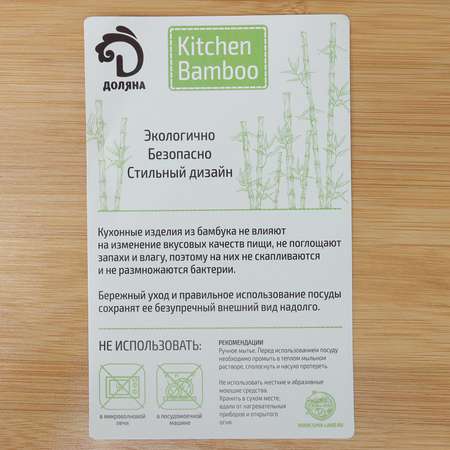 ДОЛЯНА
Kitchen
Bamboo
Экологично
Безопасно
Стильный дизайн
Кухонные изделия из бамбука не влияют
на изменение вкусовых качеств пищи, не поглощают
запахи и влагу, поэтому на них не скапливаются
и не размножаются бактерии.
Бережный уход и правильное использование посуды
сохранят ее безупречный внешний вид надолго.
НЕ ИСПОЛЬЗОВАТЬ:
в микроволновой
печи
в посудомоечной
машине
РЕКОМЕНДАЦИИ
Ручное мытье. Перед использованием посуду
необходимо промыть в теплом мыльном
растворе, сполоснуть и насухо протереть.
Не использовать жесткие и абразивные
моющие средства.
Хранить в сухом месте,
вдали от нагревательных
приборов и открытого
огня.
WWW.SIMA-LAND.RU